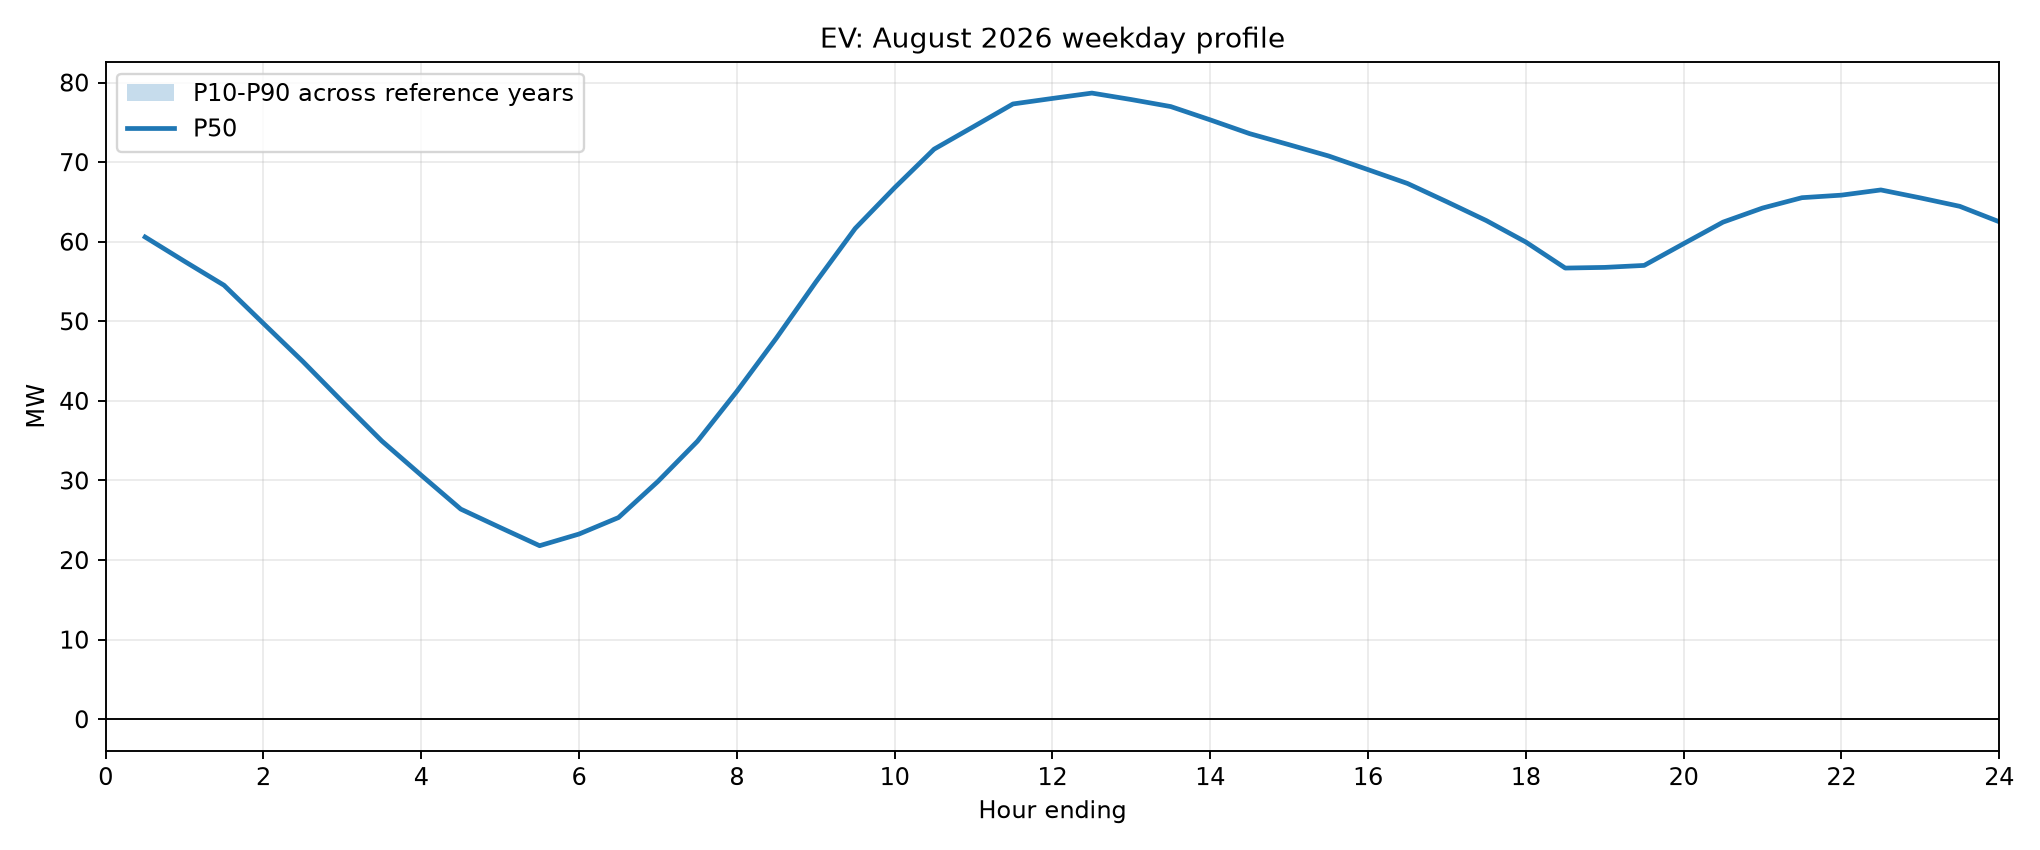 EV: August 2026 weekday profile
P10-P90 across reference years
P50
80
70
60
50
40
30
20
10
0
MW
0 2 4 6 8 10 12 14 16 18 20 22 24
Hour ending